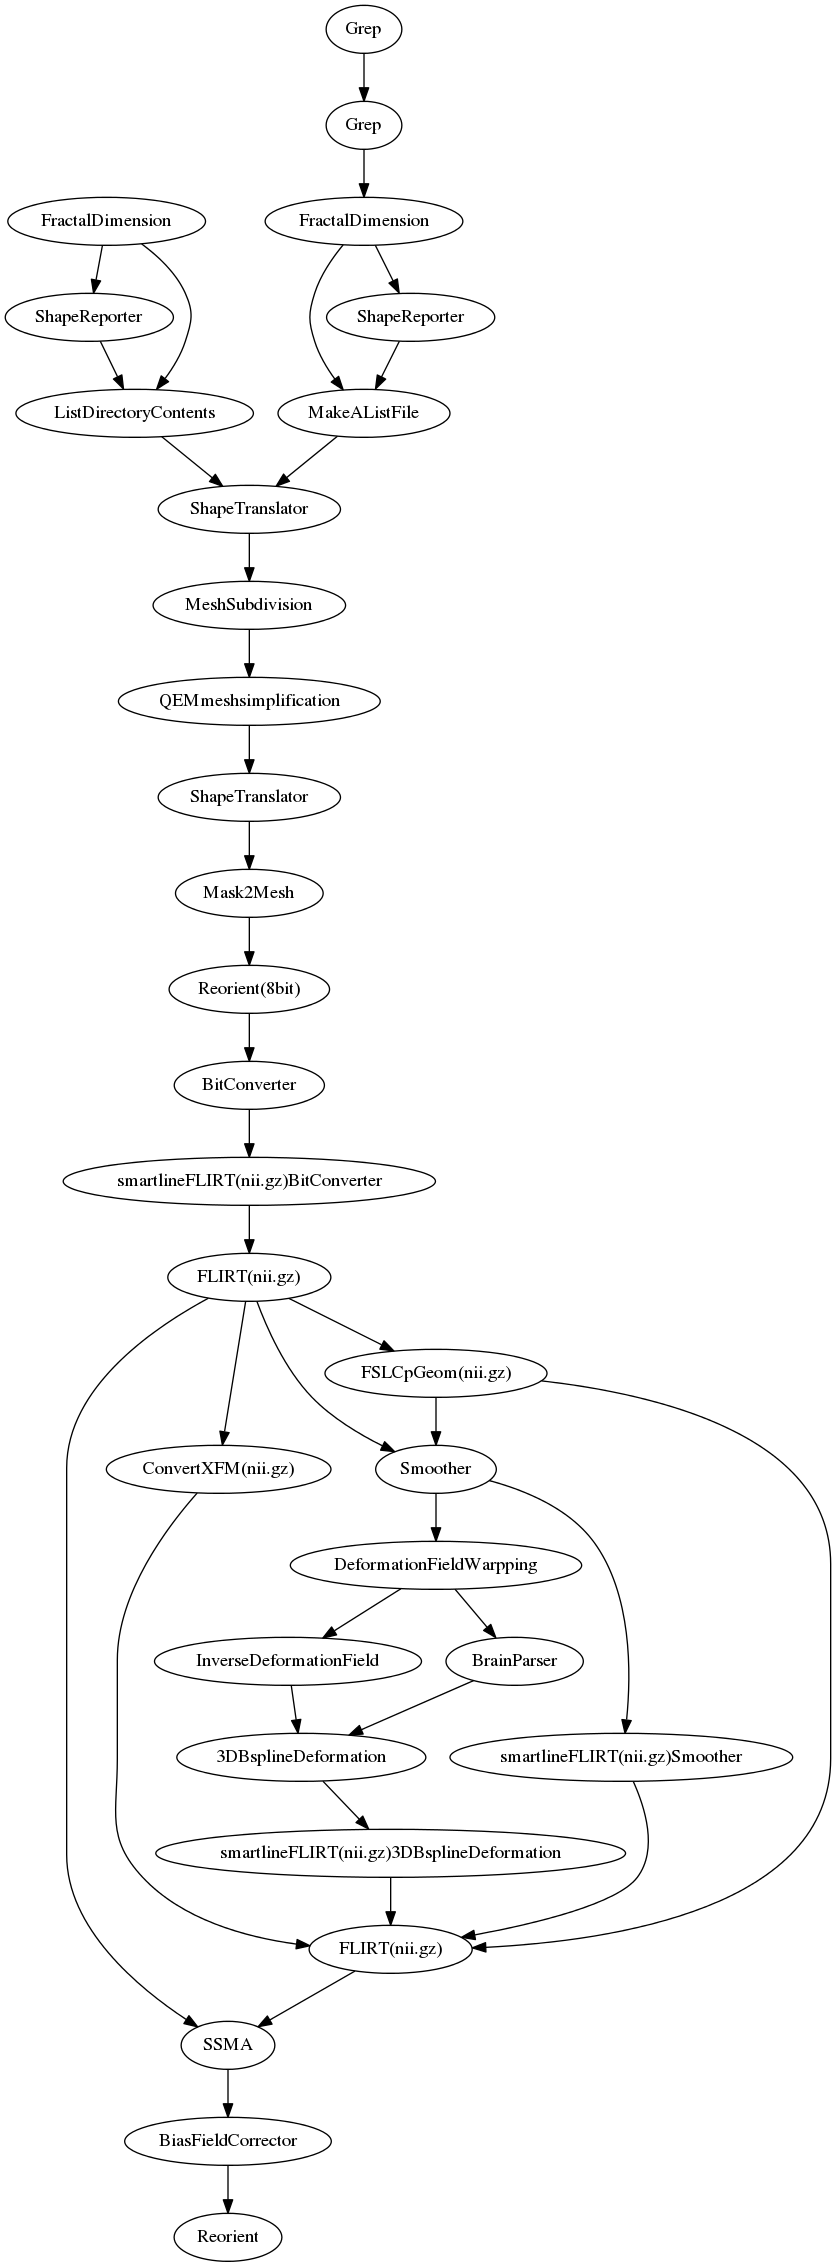 Grep
Grep
FractalDimension
FractalDimension
ShapeReporter
ShapeReporter
ListDirectoryContents
MakeAListFile
ShapeTranslator
MeshSubdivision
QEMmeshsimplification
ShapeTranslator
Mask2Mesh
Reorient(8bit)
BitConverter
smartlineFLIRT(nii.gz)BitConverter
FLIRT(nii.gz)
FSLCpGeom(nii.gz)
ConvertXFM(nii.gz)
Smoother
DeformationFieldWarpping
InverseDeformationField
BrainParser
3DBsplineDeformation
smartlineFLIRT(nii.gz)Smoother
smartlineFLIRT(nii.gz)3DBsplineDeformation
FLIRT(nii.gz)
SSMA
BiasFieldCorrector
Reorient